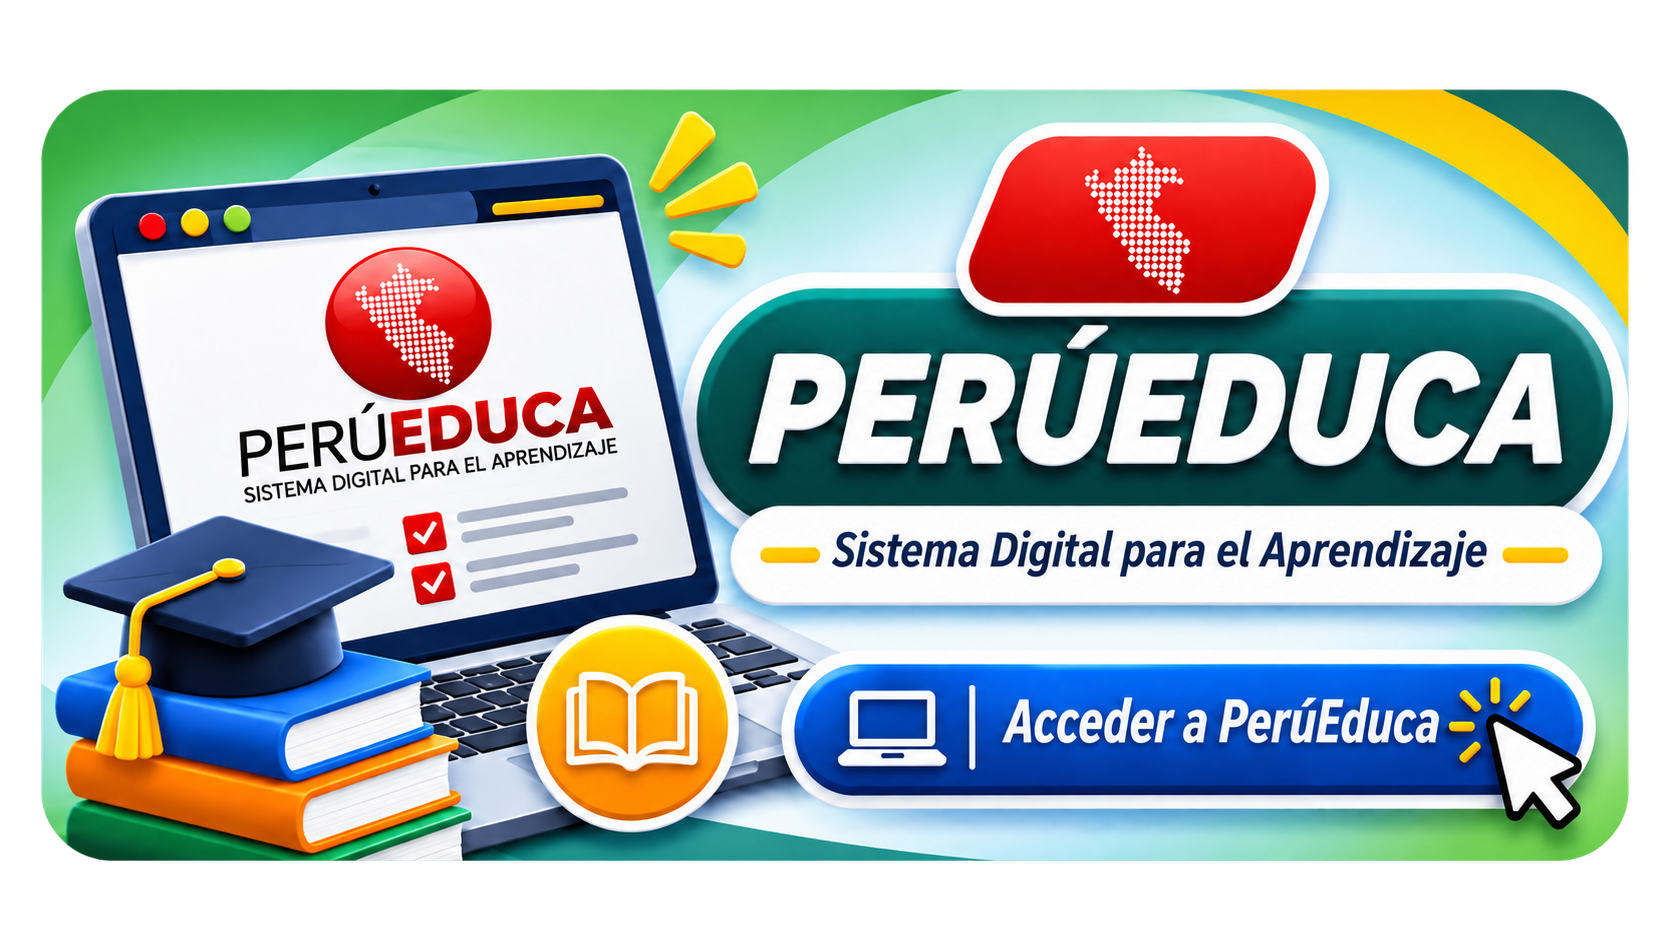 PERÚEDUCA
SISTEMA DIGITAL PARA EL APRENDIZAJE
PERÚEDUCA
Sistema Digital para el Aprendizaje
Acceder a PerúEduca